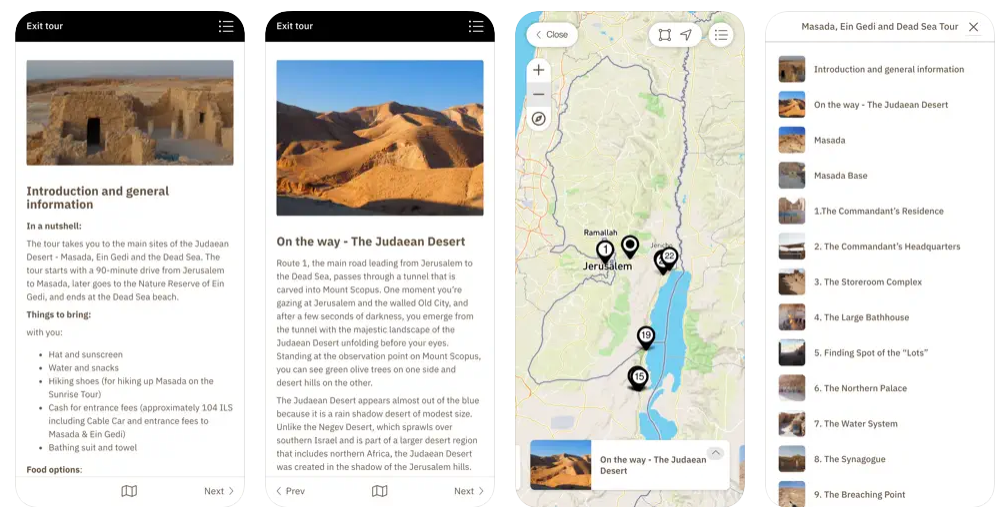 Exit tour
Introduction and general
information
In a nutshell:
The tour takes you to the main sites of the Judaean
Desert - Masada, Ein Gedi and the Dead Sea. The
tour starts with a 90-minute drive from Jerusalem
to Masada, later goes to the Nature Reserve of Ein
Gedi, and ends at the Dead Sea beach.
Things to bring:
with you:
Hat and sunscreen
Water and snacks
Hiking shoes (for hiking up Masada on the
Sunrise Tour)
Cash for entrance fees (approximately 104 ILS
including Cable Car and entrance fees to
Masada & Ein Gedi)
Bathing suit and towel
Food options:
Next
Exit tour
On the way - The Judaean Desert
Route 1, the main road leading from Jerusalem to
the Dead Sea, passes through a tunnel that is
carved into Mount Scopus. One moment you're
gazing at Jerusalem and the walled Old City, and
after a few seconds of darkness, you emerge from
the tunnel with the majestic landscape of the
Judaean Desert unfolding before your eyes.
Standing at the observation point on Mount Scopus,
you can see green olive trees on one side and
desert hills on the other.
The Judaean Desert appears almost out of the blue
because it is a rain shadow desert of modest size.
Unlike the Negev Desert, which sprawls over
southern Israel and is part of a larger desert region
that includes northern Africa, the Judaean Desert
was created in the shadow of the Jerusalem hills.
Prev
Next
Close
Ramallah
1
Jerusalem
22
19
15
On the way - The Judaean
Desert
Masada, Ein Gedi and Dead Sea Tour
Introduction and general information
On the way - The Judaean Desert
Masada
Masada Base
1.The Commandant's Residence
2. The Commandant's Headquarters
3. The Storeroom Complex
4. The Large Bathhouse
5. Finding Spot of the “Lots”
6. The Northern Palace
7. The Water System
8. The Synagogue
9. The Breaching Point